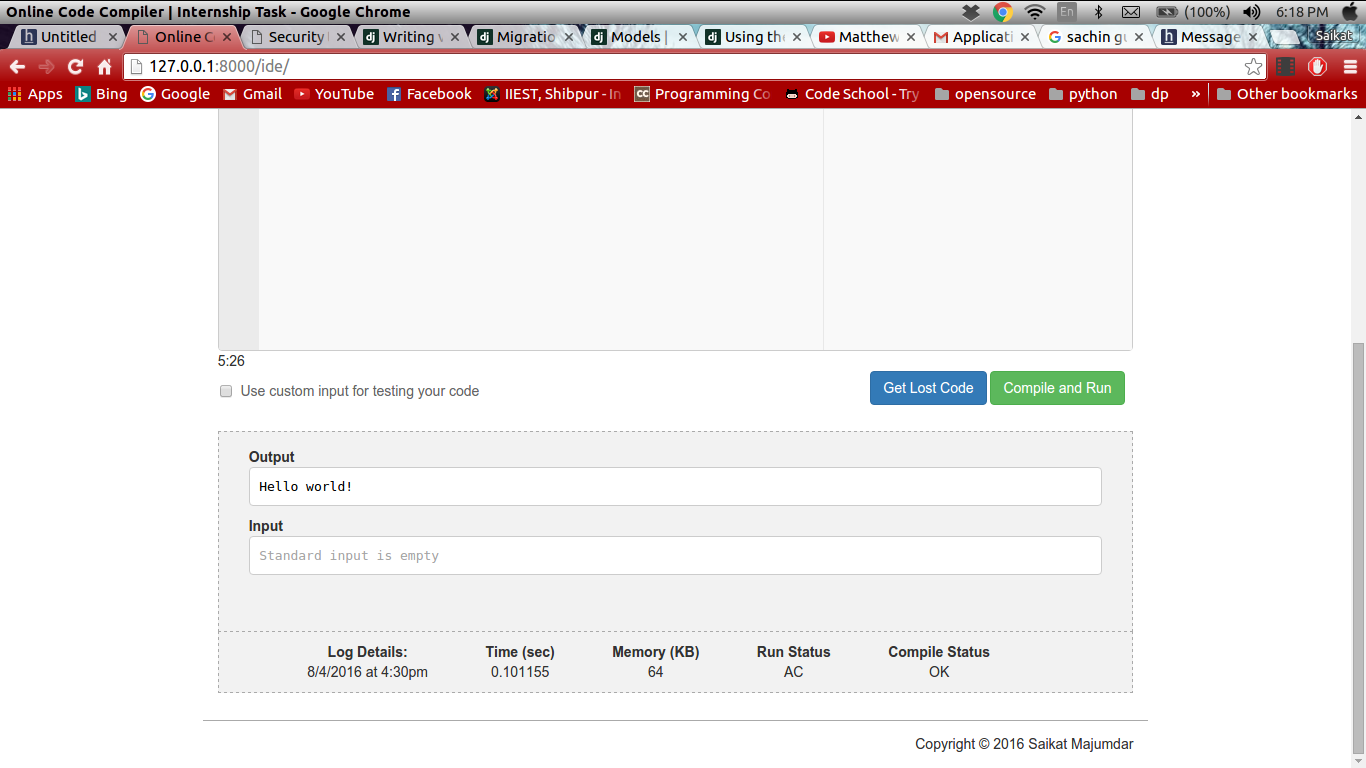 Online Code Compiler | Internship Task - Google Chrome
En (100%) 6:18 PM
Untitled × Online C × Security × Writing v × Migratio × Models | × Using the × Matthew × Applicati × sachin gu × Message × Saikat
127.0.0.1:8000/ide/
Apps Bing Google Gmail YouTube Facebook IIEST, Shibpur - In Programming Co Code School - Try opensource python dp » Other bookmarks
5:26
Use custom input for testing your code
Get Lost Code Compile and Run
Output
Hello world!
Input
Standard input is empty
Log Details: Time (sec) Memory (KB) Run Status Compile Status
8/4/2016 at 4:30pm 0.101155 64 AC OK
Copyright © 2016 Saikat Majumdar